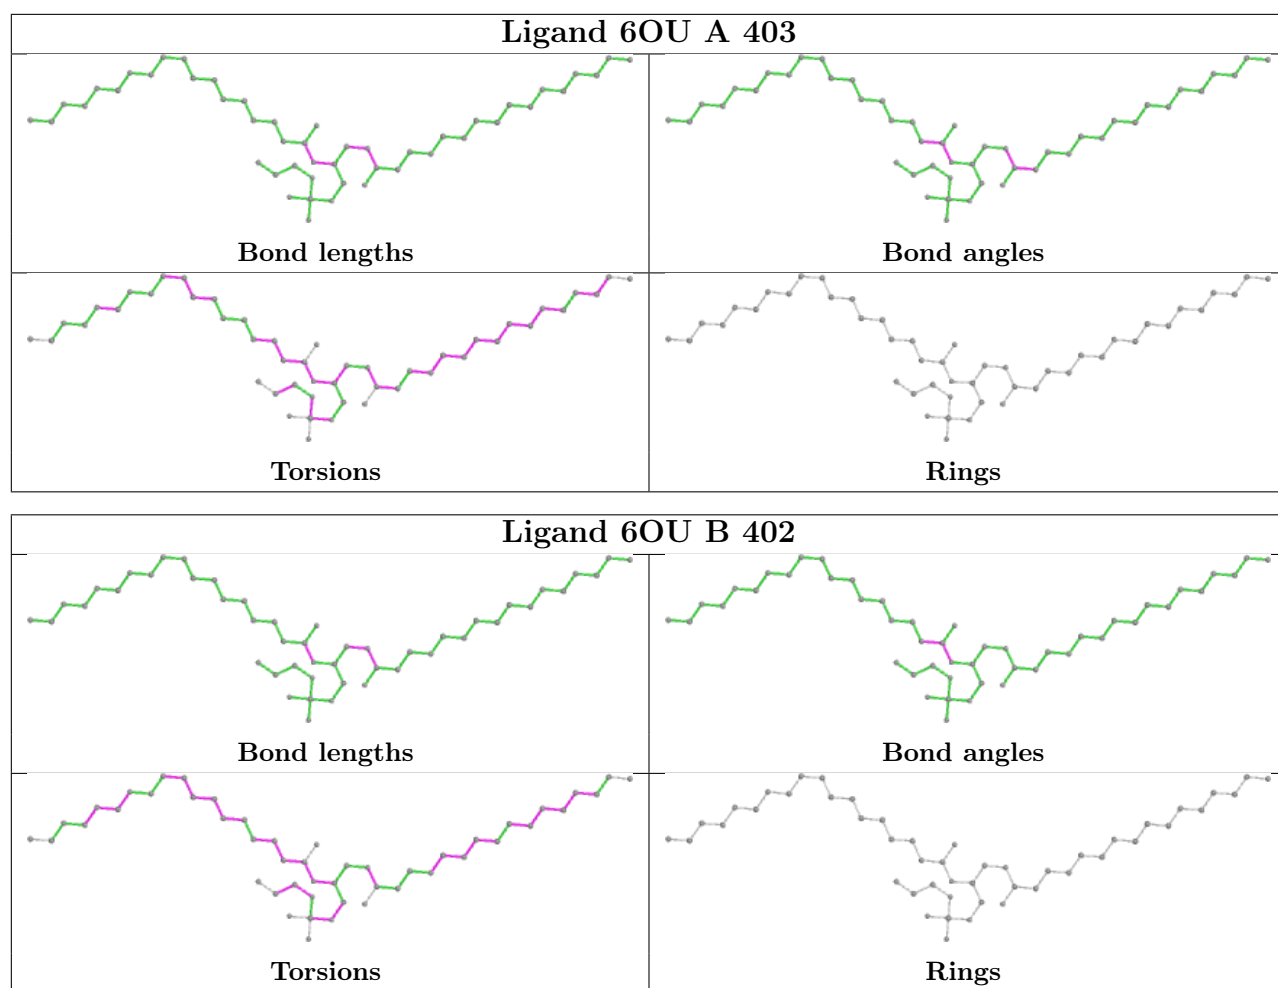 Ligand 6OU A 403
Bond lengths
Bond angles
Torsions
Rings
Ligand 6OU B 402
Bond lengths
Bond angles
Torsions
Rings